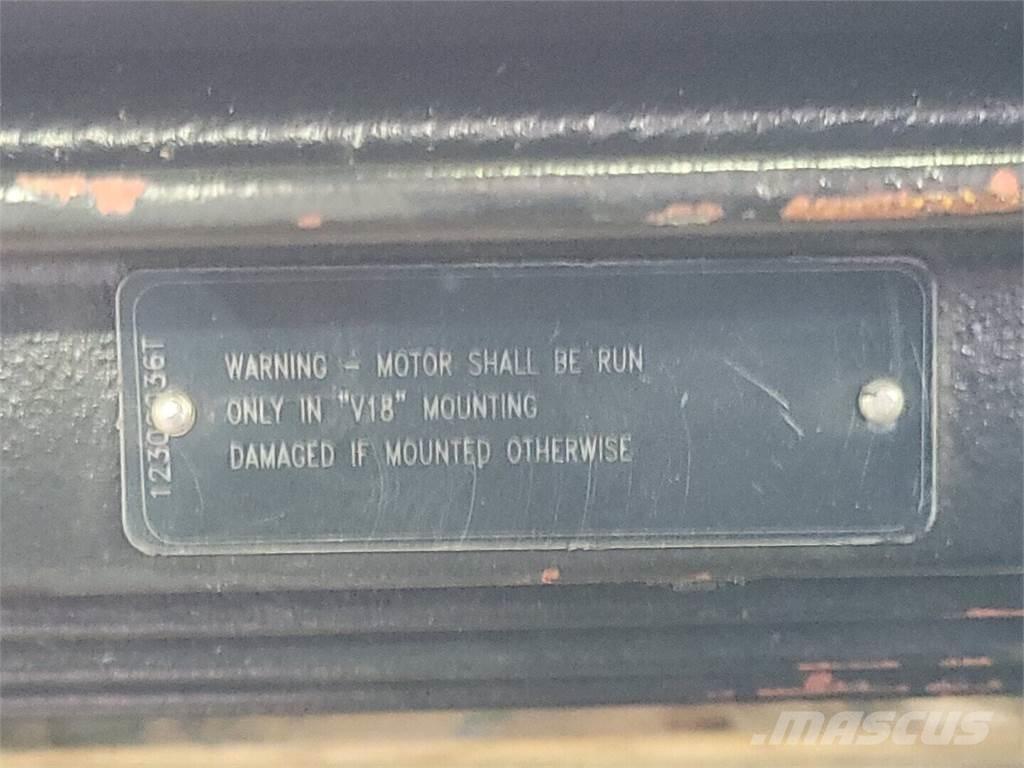 WARNING - MOTOR SHALL BE RUN
ONLY IN "V18" MOUNTING
DAMAGED IF MOUNTED OTHERWISE
MASCUS